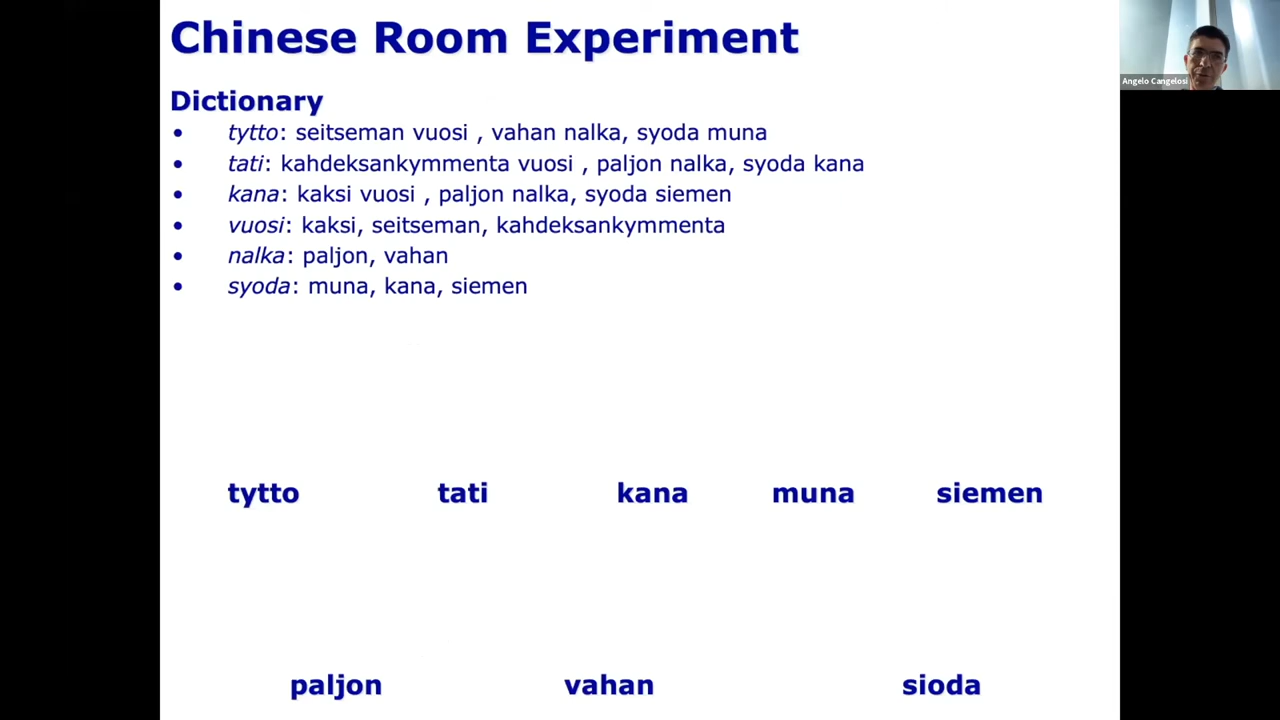 Chinese Room Experiment
Angelo Cangelosi
Dictionary
• tytto: seitseman vuosi , vahan nalka, syoda muna
• tati: kahdeksankymmenta vuosi , paljon nalka, syoda kana
• kana: kaksi vuosi , paljon nalka, syoda siemen
• vuosi: kaksi, seitseman, kahdeksankymmenta
• nalka: paljon, vahan
• syoda: muna, kana, siemen
tytto tati kana muna siemen
paljon vahan sioda